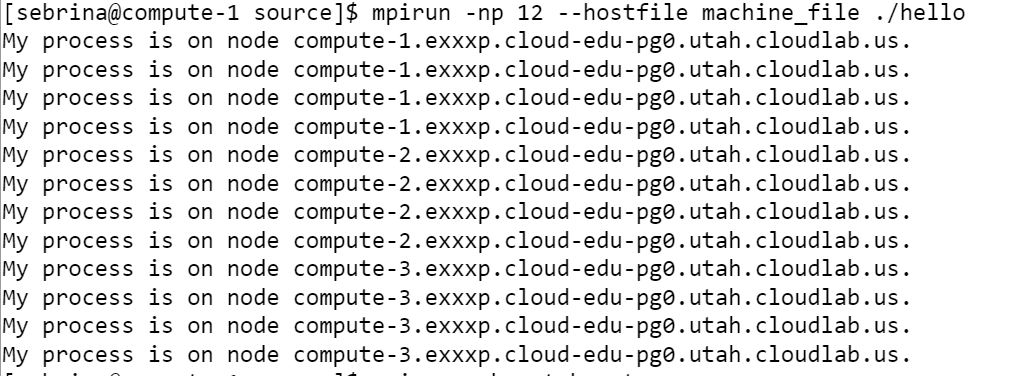 [sebrina@compute-1 source]$ mpirun -np 12 --hostfile machine_file ./hello
My process is on node compute-1.exxxp.cloud-edu-pg0.utah.cloudlab.us.
My process is on node compute-1.exxxp.cloud-edu-pg0.utah.cloudlab.us.
My process is on node compute-1.exxxp.cloud-edu-pg0.utah.cloudlab.us.
My process is on node compute-1.exxxp.cloud-edu-pg0.utah.cloudlab.us.
My process is on node compute-2.exxxp.cloud-edu-pg0.utah.cloudlab.us.
My process is on node compute-2.exxxp.cloud-edu-pg0.utah.cloudlab.us.
My process is on node compute-2.exxxp.cloud-edu-pg0.utah.cloudlab.us.
My process is on node compute-2.exxxp.cloud-edu-pg0.utah.cloudlab.us.
My process is on node compute-3.exxxp.cloud-edu-pg0.utah.cloudlab.us.
My process is on node compute-3.exxxp.cloud-edu-pg0.utah.cloudlab.us.
My process is on node compute-3.exxxp.cloud-edu-pg0.utah.cloudlab.us.
My process is on node compute-3.exxxp.cloud-edu-pg0.utah.cloudlab.us.